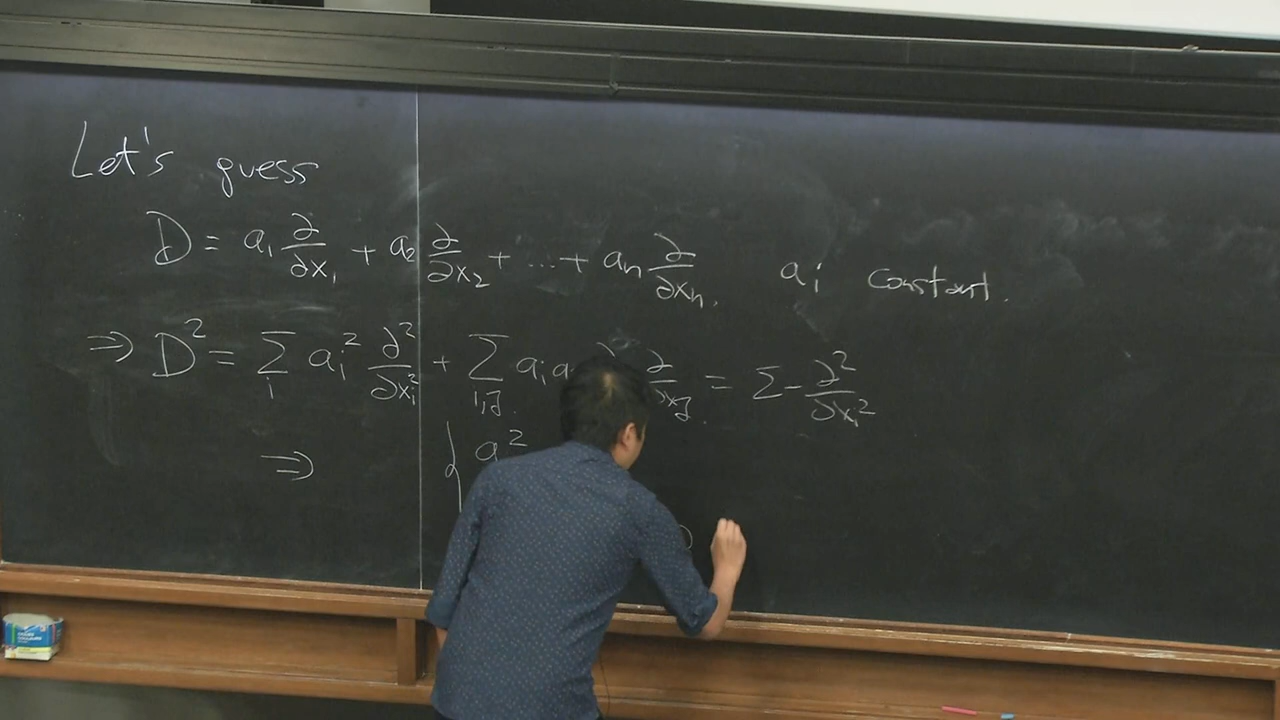 Let's guess
D = a₁ ∂/∂x₁ + a₂ ∂/∂x₂ + ... + aₙ ∂/∂xₙ. aᵢ constant.
⇒ D² = Σᵢ aᵢ² ∂²/∂xᵢ² + Σᵢ,ⱼ. aᵢ a ∂/∂xⱼ. = Σ - ∂²/∂xᵢ²
⇒ { a²